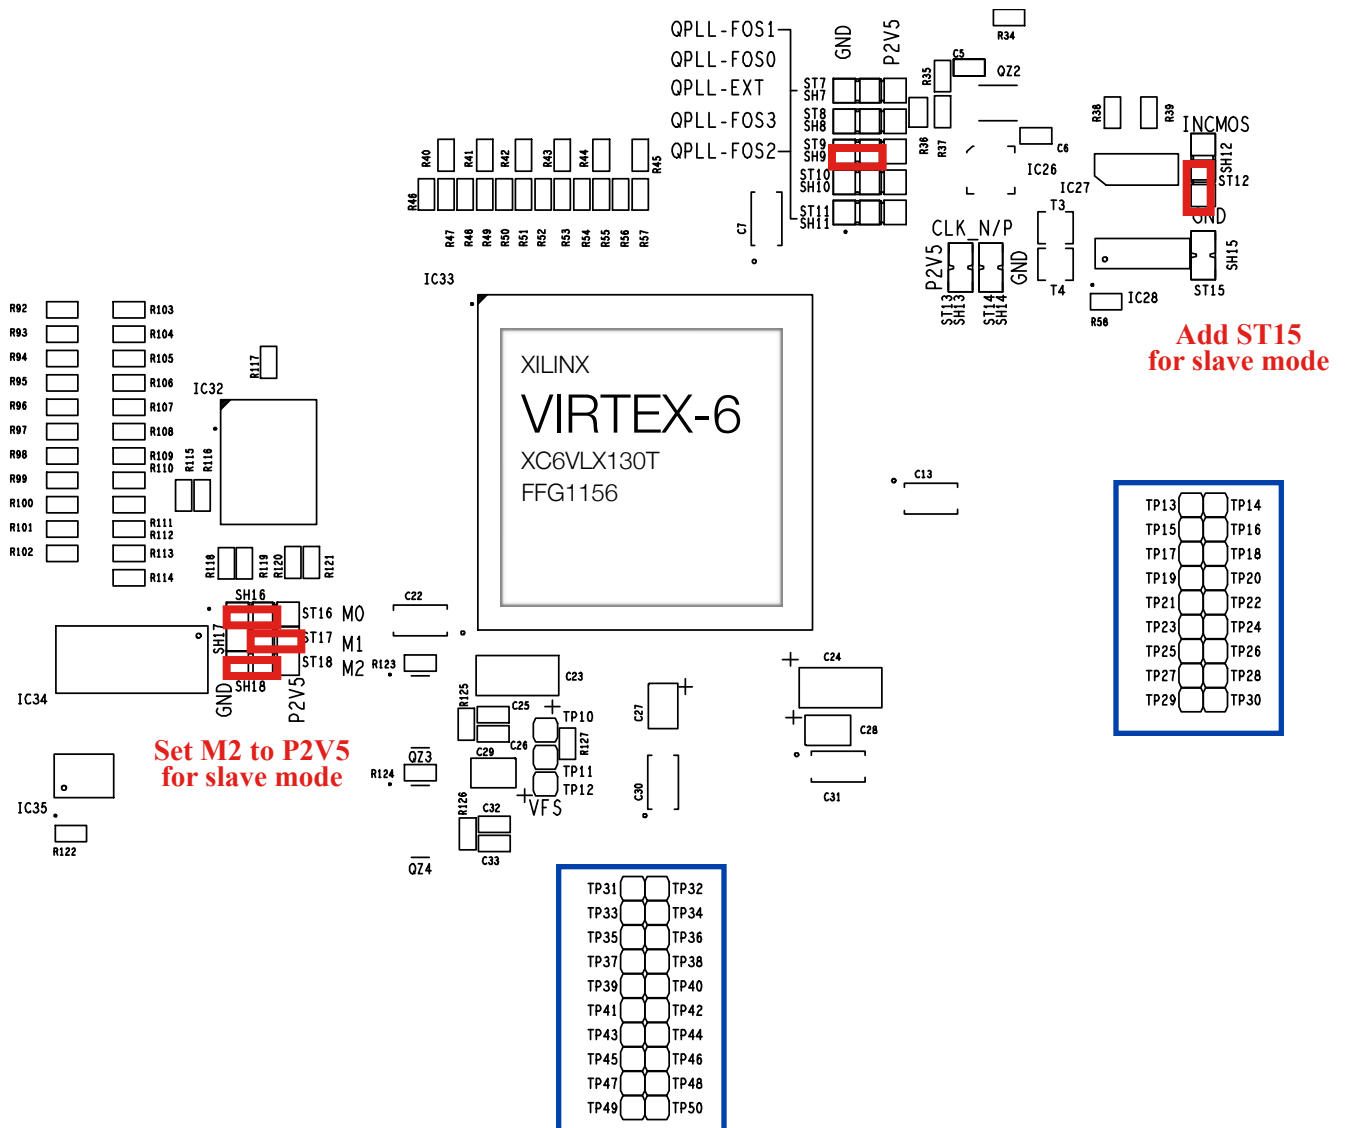 QPLL-FOS1
QPLL-FOS0
QPLL-EXT
QPLL-FOS3
QPLL-FOS2
GND
P2V5
R34
C5
R35
QZ2
ST7
SH7
ST8
SH8
ST9
SH9
ST10
SH10
ST11
SH11
R36
R37
C6
R38
R39
INCMOS
SH12
ST12
GND
IC26
IC27
T3
T4
CLK_N/P
P2V5
GND
ST13
SH13
ST14
SH14
SH15
ST15
IC28
R58
C7
R40
R41
R42
R43
R44
R45
R46
R47
R48
R49
R50
R51
R52
R53
R54
R55
R56
R57
Add ST15
for slave mode
IC33
XILINX
VIRTEX-6
XC6VLX130T
FFG1156
R92
R93
R94
R95
R96
R97
R98
R99
R100
R101
R102
R103
R104
R105
R106
R107
R108
R109
R110
R111
R112
R113
R114
R115
R116
R117
IC32
R118
R119
R120
R121
SH16
ST16 M0
SH17
ST17 M1
ST18 M2
SH18
GND
P2V5
IC34
Set M2 to P2V5
for slave mode
IC35
R122
C22
R123
QZ3
R124
QZ4
C23
R125
C25
C26
C29
R126
C32
C33
TP10
R127
TP11
TP12
VFS
C27
C30
C24
C28
C31
C13
TP13 TP14
TP15 TP16
TP17 TP18
TP19 TP20
TP21 TP22
TP23 TP24
TP25 TP26
TP27 TP28
TP29 TP30
TP31 TP32
TP33 TP34
TP35 TP36
TP37 TP38
TP39 TP40
TP41 TP42
TP43 TP44
TP45 TP46
TP47 TP48
TP49 TP50